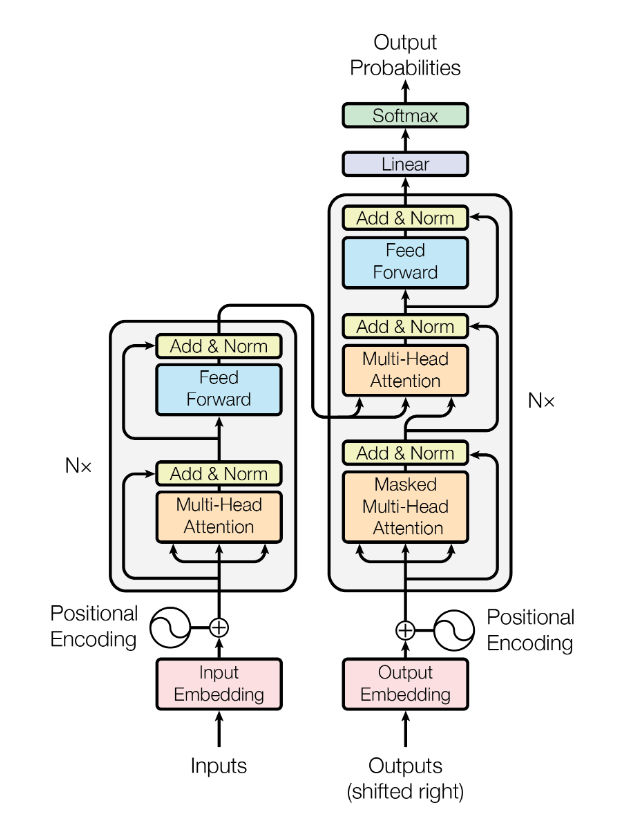 Output
Probabilities
Softmax
Linear
Add & Norm
Feed
Forward
Add & Norm
Multi-Head
Attention
Add & Norm
Masked
Multi-Head
Attention
Nx
Add & Norm
Feed
Forward
Add & Norm
Multi-Head
Attention
N×
Positional
Encoding
Positional
Encoding
Input
Embedding
Output
Embedding
Inputs
Outputs
(shifted right)